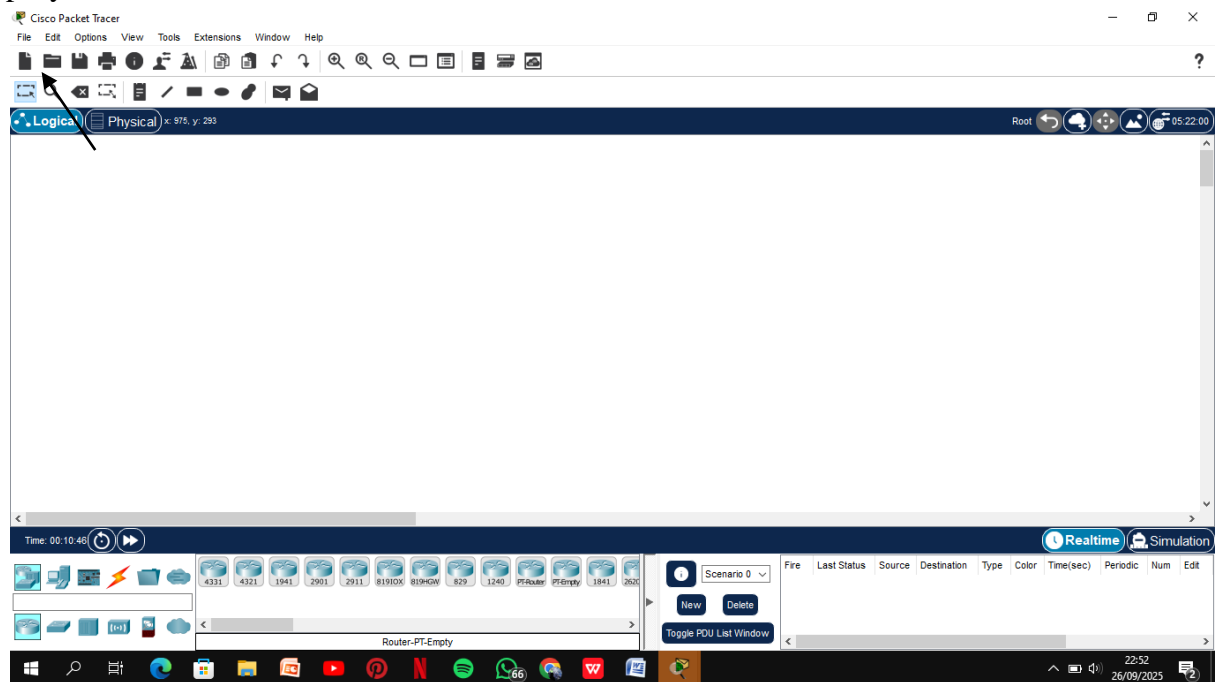 Cisco Packet Tracer
File Edit Options View Tools Extensions Window Help
?
Logical Physical x: 975, y: 293 Root 05:22:00
Time: 00:10:46 Realtime Simulation
4331 4321 1941 2901 2911 819IOX 819HGW 829 1240 PT-Router PT-Empty 1841 262
Router-PT-Empty
Scenario 0
New Delete
Toggle PDU List Window
Fire Last Status Source Destination Type Color Time(sec) Periodic Num Edit
66
22:52
26/09/2025
2